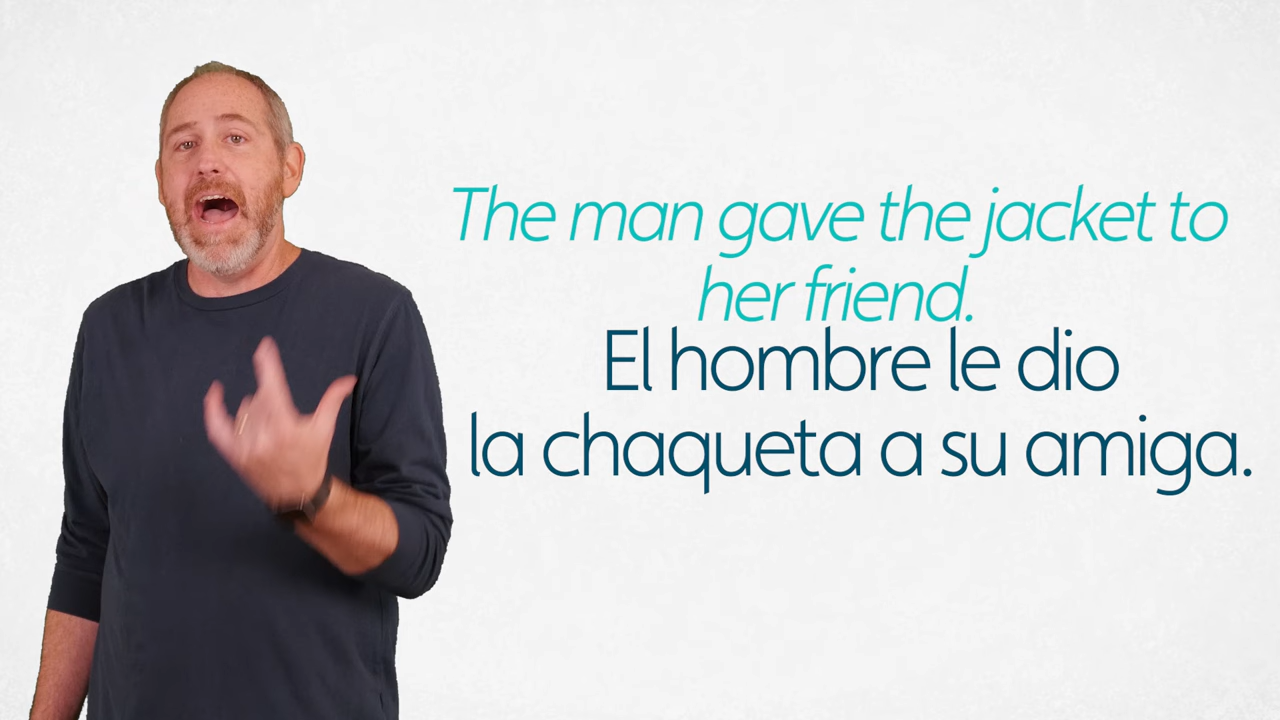 The man gave the jacket to
her friend.
El hombre le dio
la chaqueta a su amiga.